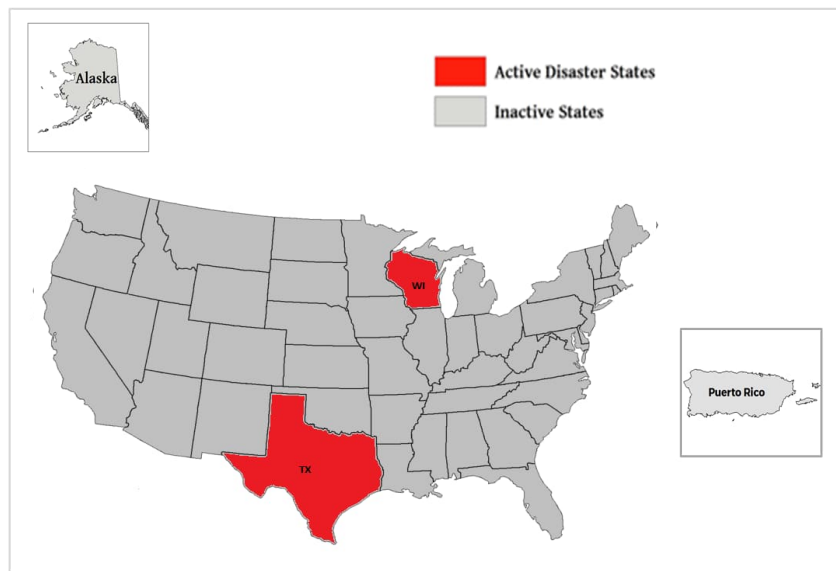 Alaska
Active Disaster States
Inactive States
WI
Puerto Rico
TX